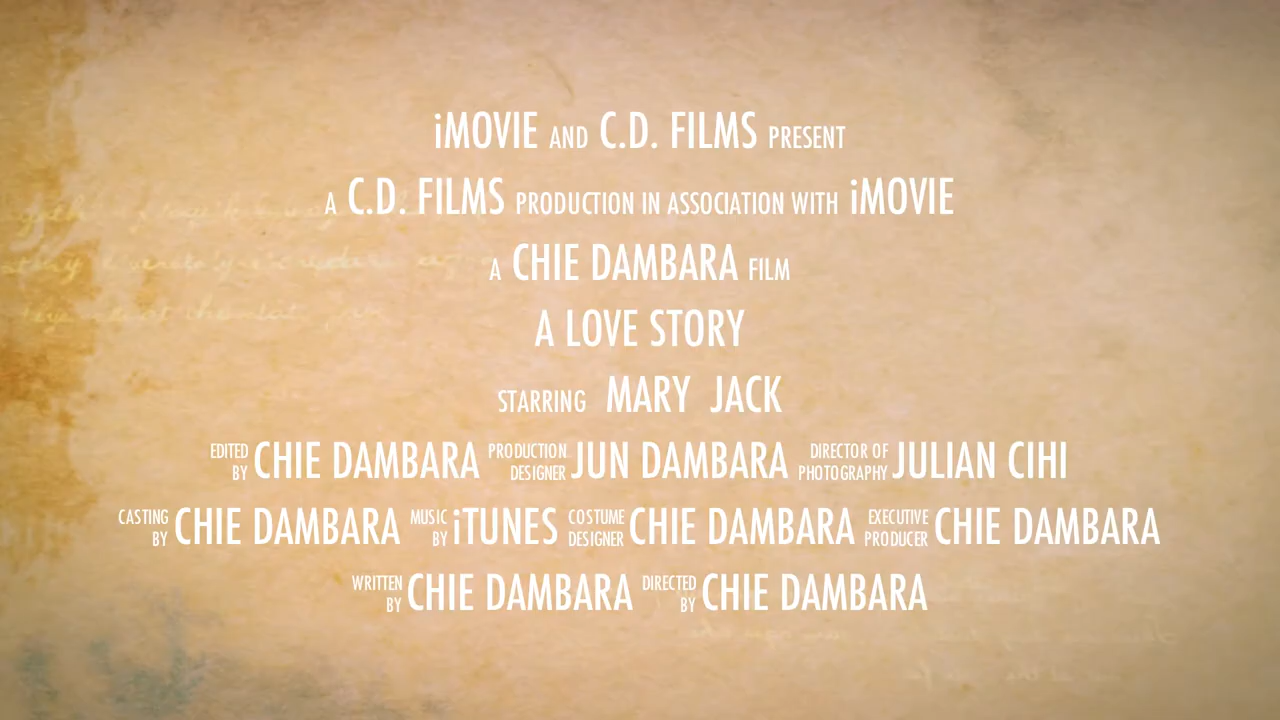 iMOVIE AND C.D. FILMS PRESENT
A C.D. FILMS PRODUCTION IN ASSOCIATION WITH iMOVIE
A CHIE DAMBARA FILM
A LOVE STORY
STARRING MARY JACK
EDITED BY CHIE DAMBARA PRODUCTION DESIGNER JUN DAMBARA DIRECTOR OF PHOTOGRAPHY JULIAN CIHI
CASTING BY CHIE DAMBARA MUSIC BY iTUNES COSTUME DESIGNER CHIE DAMBARA EXECUTIVE PRODUCER CHIE DAMBARA
WRITTEN BY CHIE DAMBARA DIRECTED BY CHIE DAMBARA